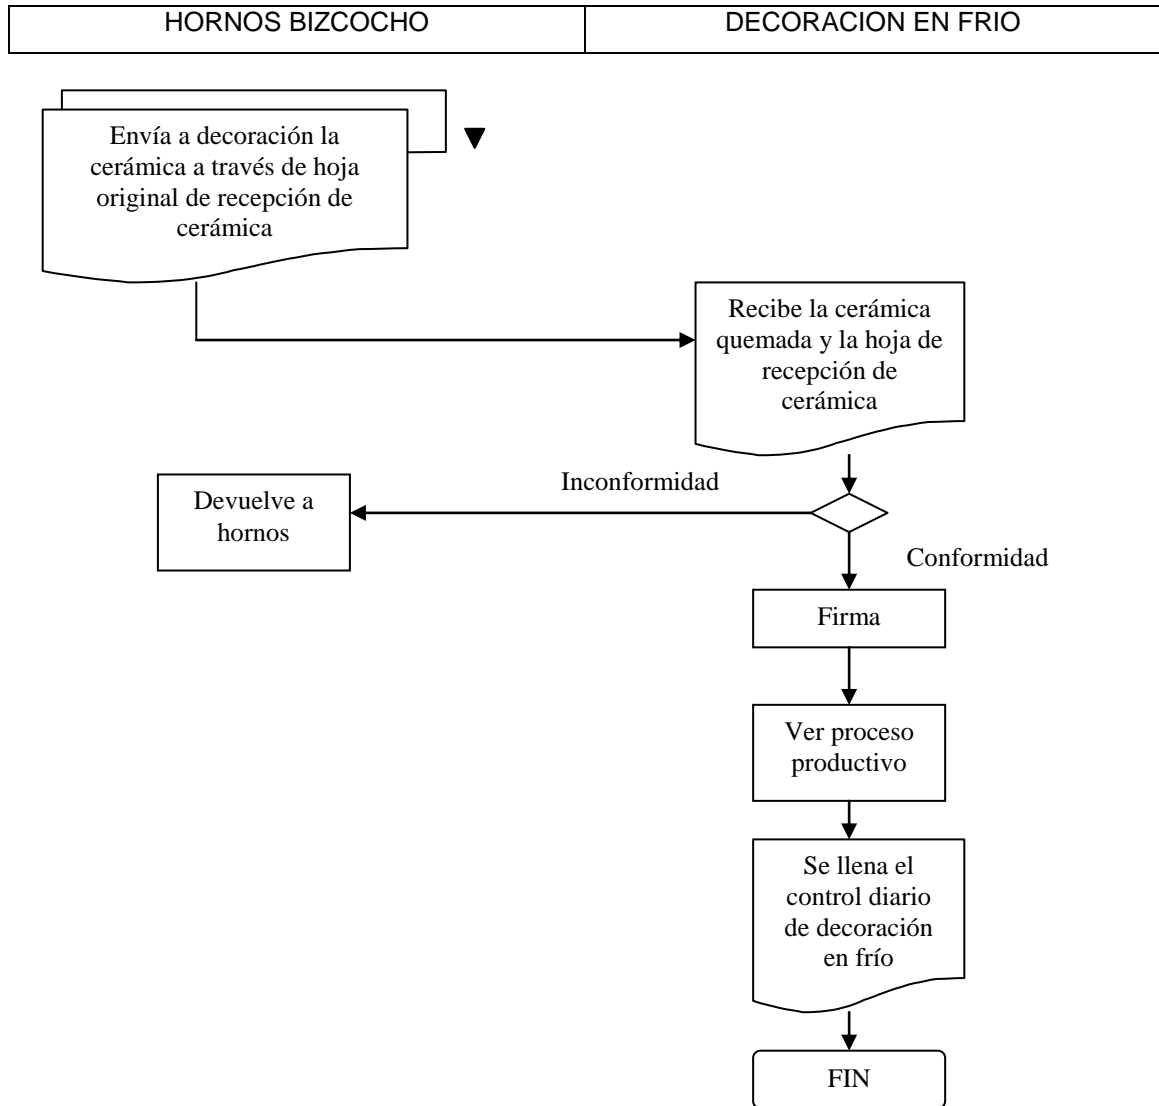 HORNOS BIZCOCHO
DECORACION EN FRIO
Envía a decoración la
cerámica a través de hoja
original de recepción de
cerámica
Recibe la cerámica
quemada y la hoja de
recepción de
cerámica
Inconformidad
Devuelve a
hornos
Conformidad
Firma
Ver proceso
productivo
Se llena el
control diario
de decoración
en frío
FIN